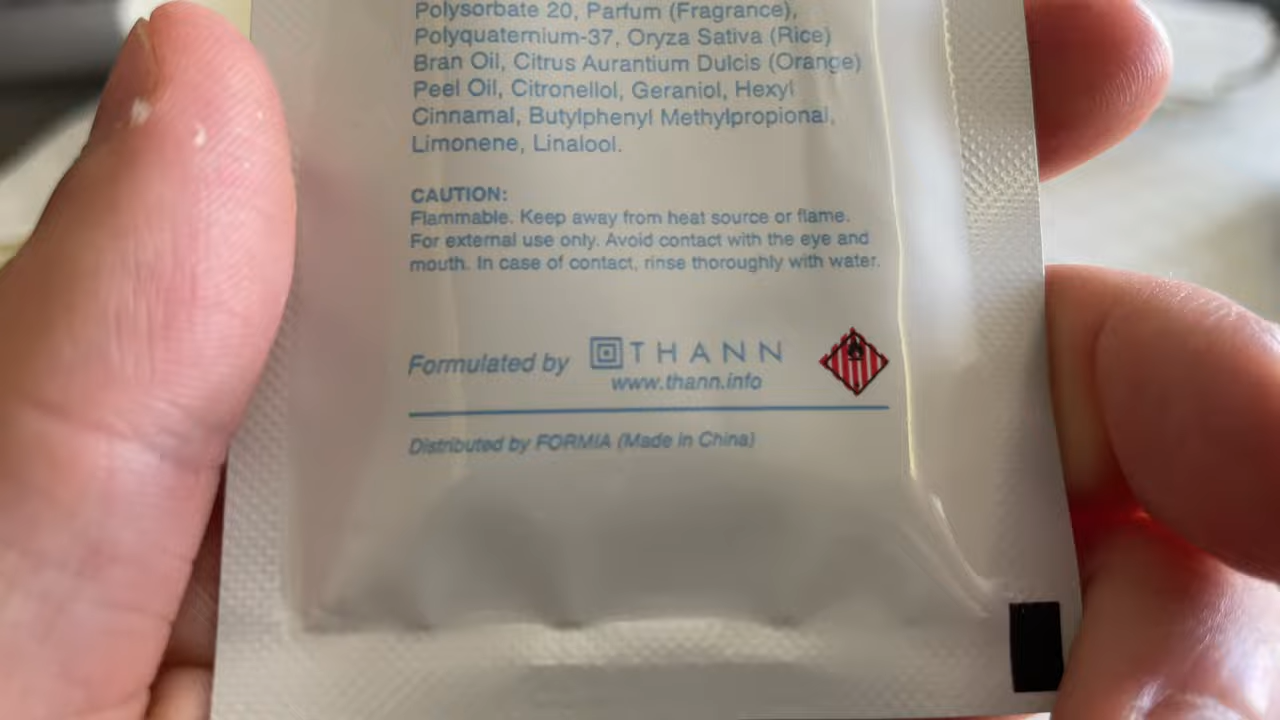 Polysorbate 20, Parfum (Fragrance),
Polyquaternium-37, Oryza Sativa (Rice)
Bran Oil, Citrus Aurantium Dulcis (Orange)
Peel Oil, Citronellol, Geraniol, Hexyl
Cinnamal, Butylphenyl Methylpropional,
Limonene, Linalool.
CAUTION:
Flammable. Keep away from heat source or flame.
For external use only. Avoid contact with the eye and
mouth. In case of contact, rinse thoroughly with water.
Formulated by THANN
www.thann.info
Distributed by FORMIA (Made in China)